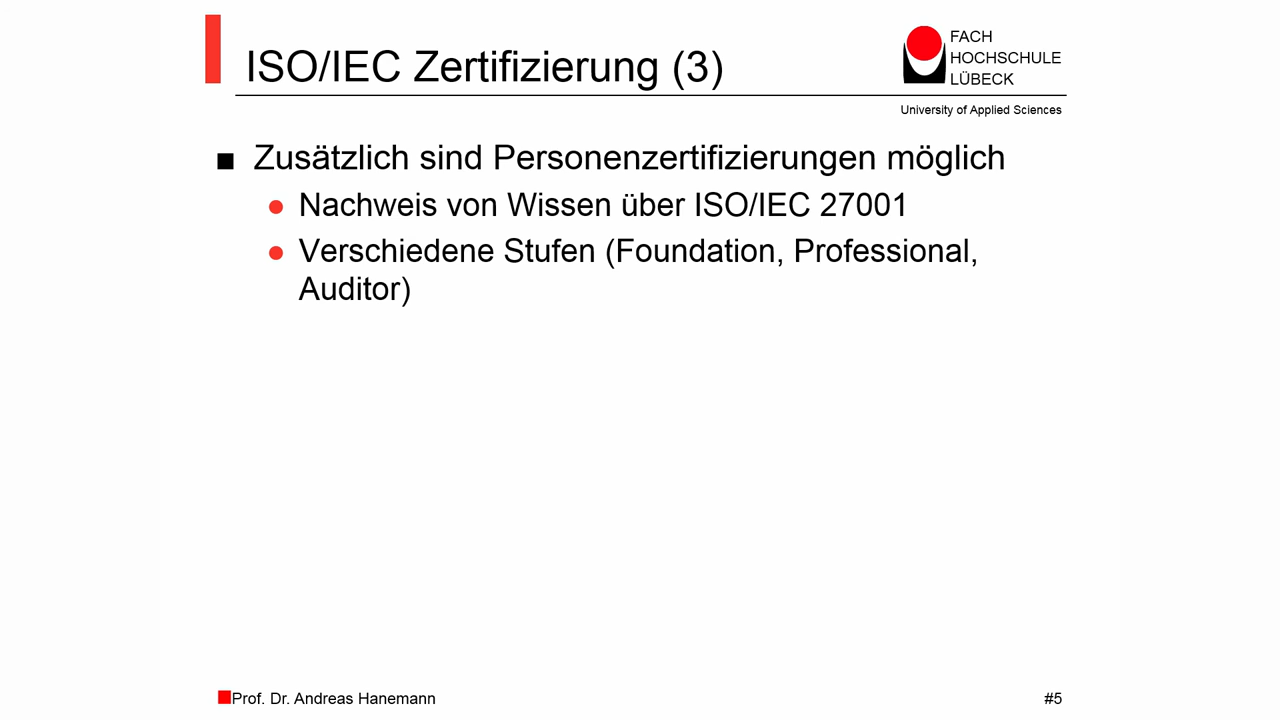 ISO/IEC Zertifizierung (3)
FACH
HOCHSCHULE
LÜBECK
University of Applied Sciences
■ Zusätzlich sind Personenzertifizierungen möglich
● Nachweis von Wissen über ISO/IEC 27001
● Verschiedene Stufen (Foundation, Professional,
Auditor)
Prof. Dr. Andreas Hanemann
#5